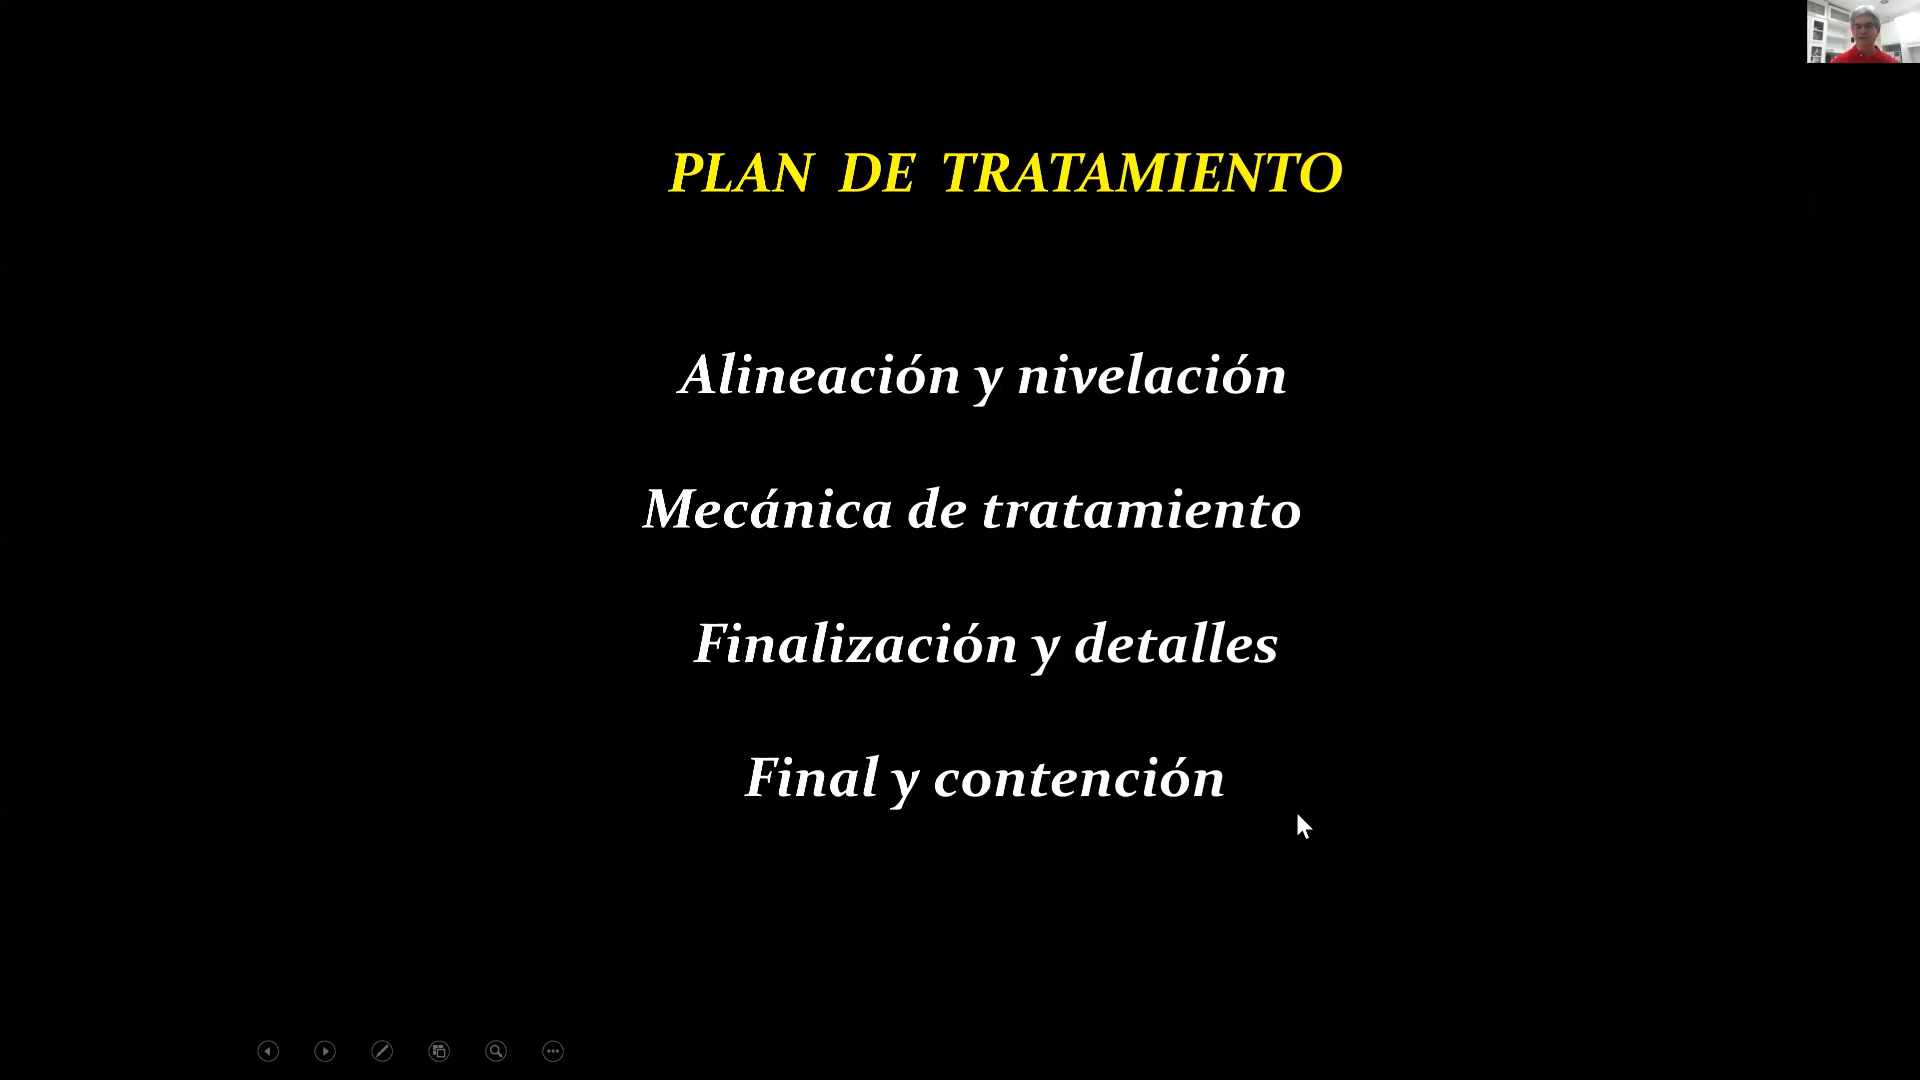 PLAN DE TRATAMIENTO
Alineación y nivelación
Mecánica de tratamiento
Finalización y detalles
Final y contención